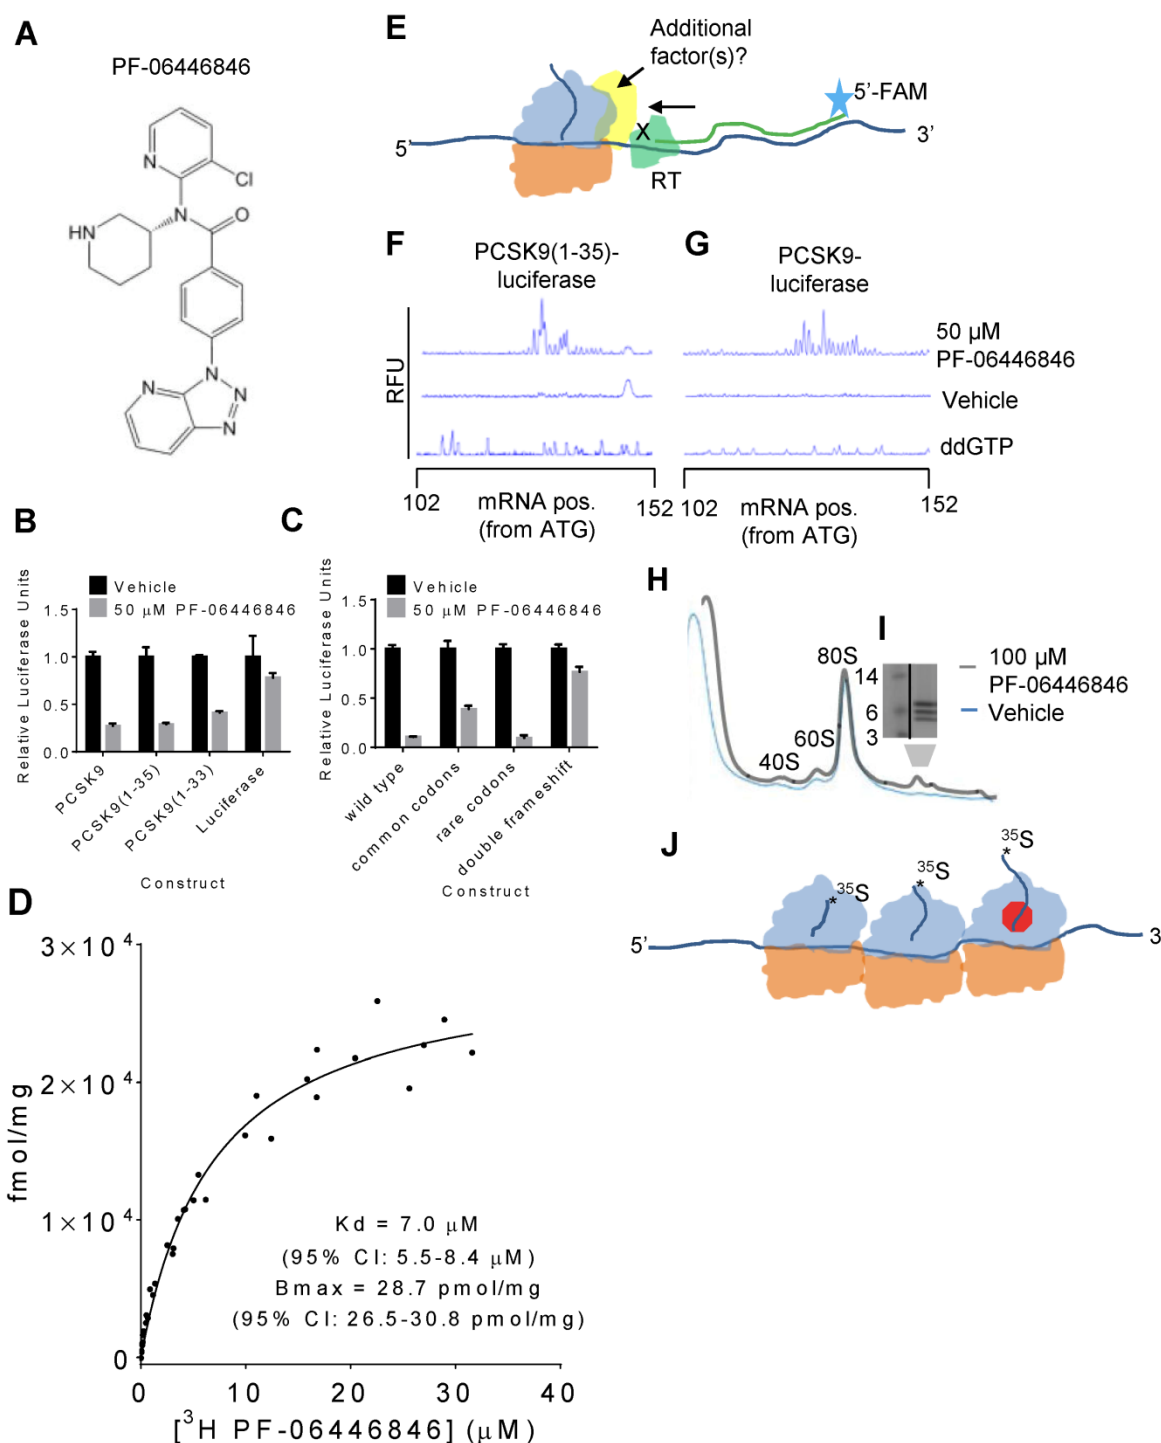 A
PF-06446846
N
Cl
N
O
HN
N
N
N
N
B
Vehicle
50 μM PF-06446846
Relative Luciferase Units
1.5
1.0
0.5
0.0
PCSK9
PCSK9(1-35)
PCSK9(1-33)
Luciferase
Construct
C
Vehicle
50 μM PF-06446846
Relative Luciferase Units
1.5
1.0
0.5
0.0
wild type
common codons
rare codons
double frameshift
Construct
D
fmol/mg
3×10⁴
2×10⁴
1×10⁴
0
Kd = 7.0 μM
(95% CI: 5.5-8.4 μM)
Bmax = 28.7 pmol/mg
(95% CI: 26.5-30.8 pmol/mg)
0 10 20 30 40
[³H PF-06446846] (μM)
E
Additional
factor(s)?
5'-FAM
X
5'
3'
RT
F
PCSK9(1-35)-
luciferase
G
PCSK9-
luciferase
RFU
50 μM
PF-06446846
Vehicle
ddGTP
102
mRNA pos.
(from ATG)
152
102
mRNA pos.
(from ATG)
152
H
40S
60S
80S
I
14
6
3
100 μM
PF-06446846
Vehicle
J
*³⁵S
*³⁵S
³⁵S
*
5'
3